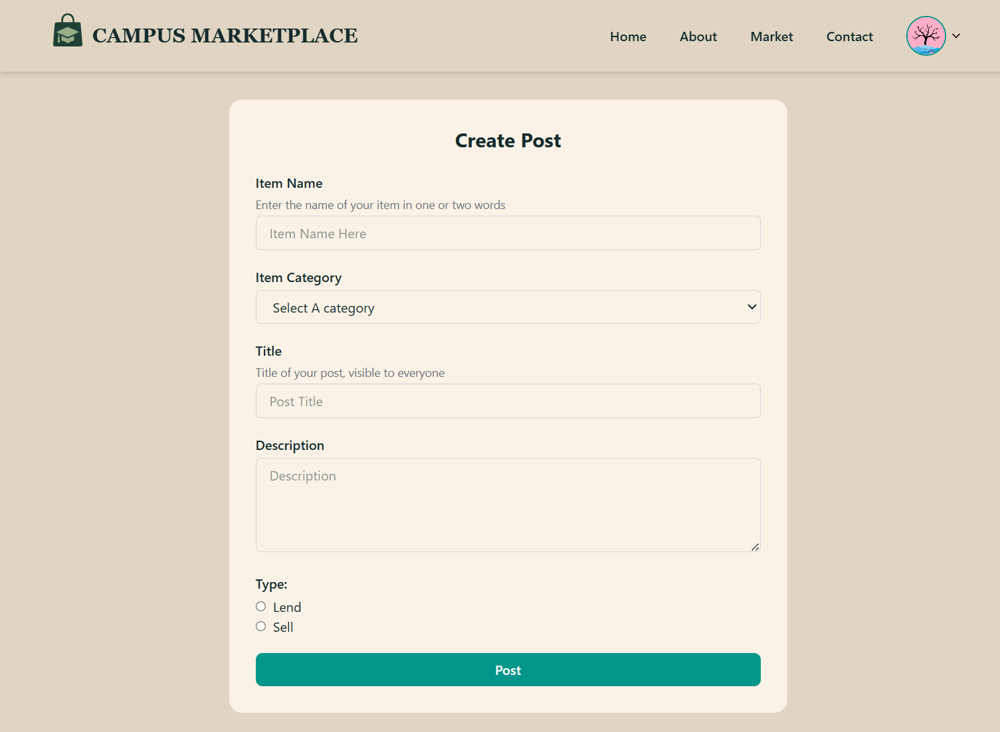 CAMPUS MARKETPLACE
Home
About
Market
Contact
Create Post
Item Name
Enter the name of your item in one or two words
Item Name Here
Item Category
Select A category
Title
Title of your post, visible to everyone
Post Title
Description
Description
Type:
Lend
Sell
Post